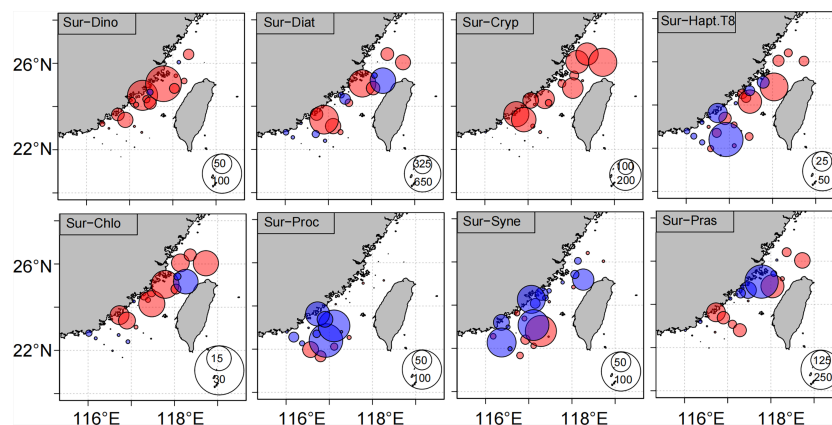 Sur-Dino
Sur-Diat
Sur-Cryp
Sur-Hapt.T8
26°N
22°N
50
100
325
650
100
200
25
50
Sur-Chlo
Sur-Proc
Sur-Syne
Sur-Pras
26°N
22°N
15
30
50
100
50
100
125
250
116°E
118°E
116°E
118°E
116°E
118°E
116°E
118°E